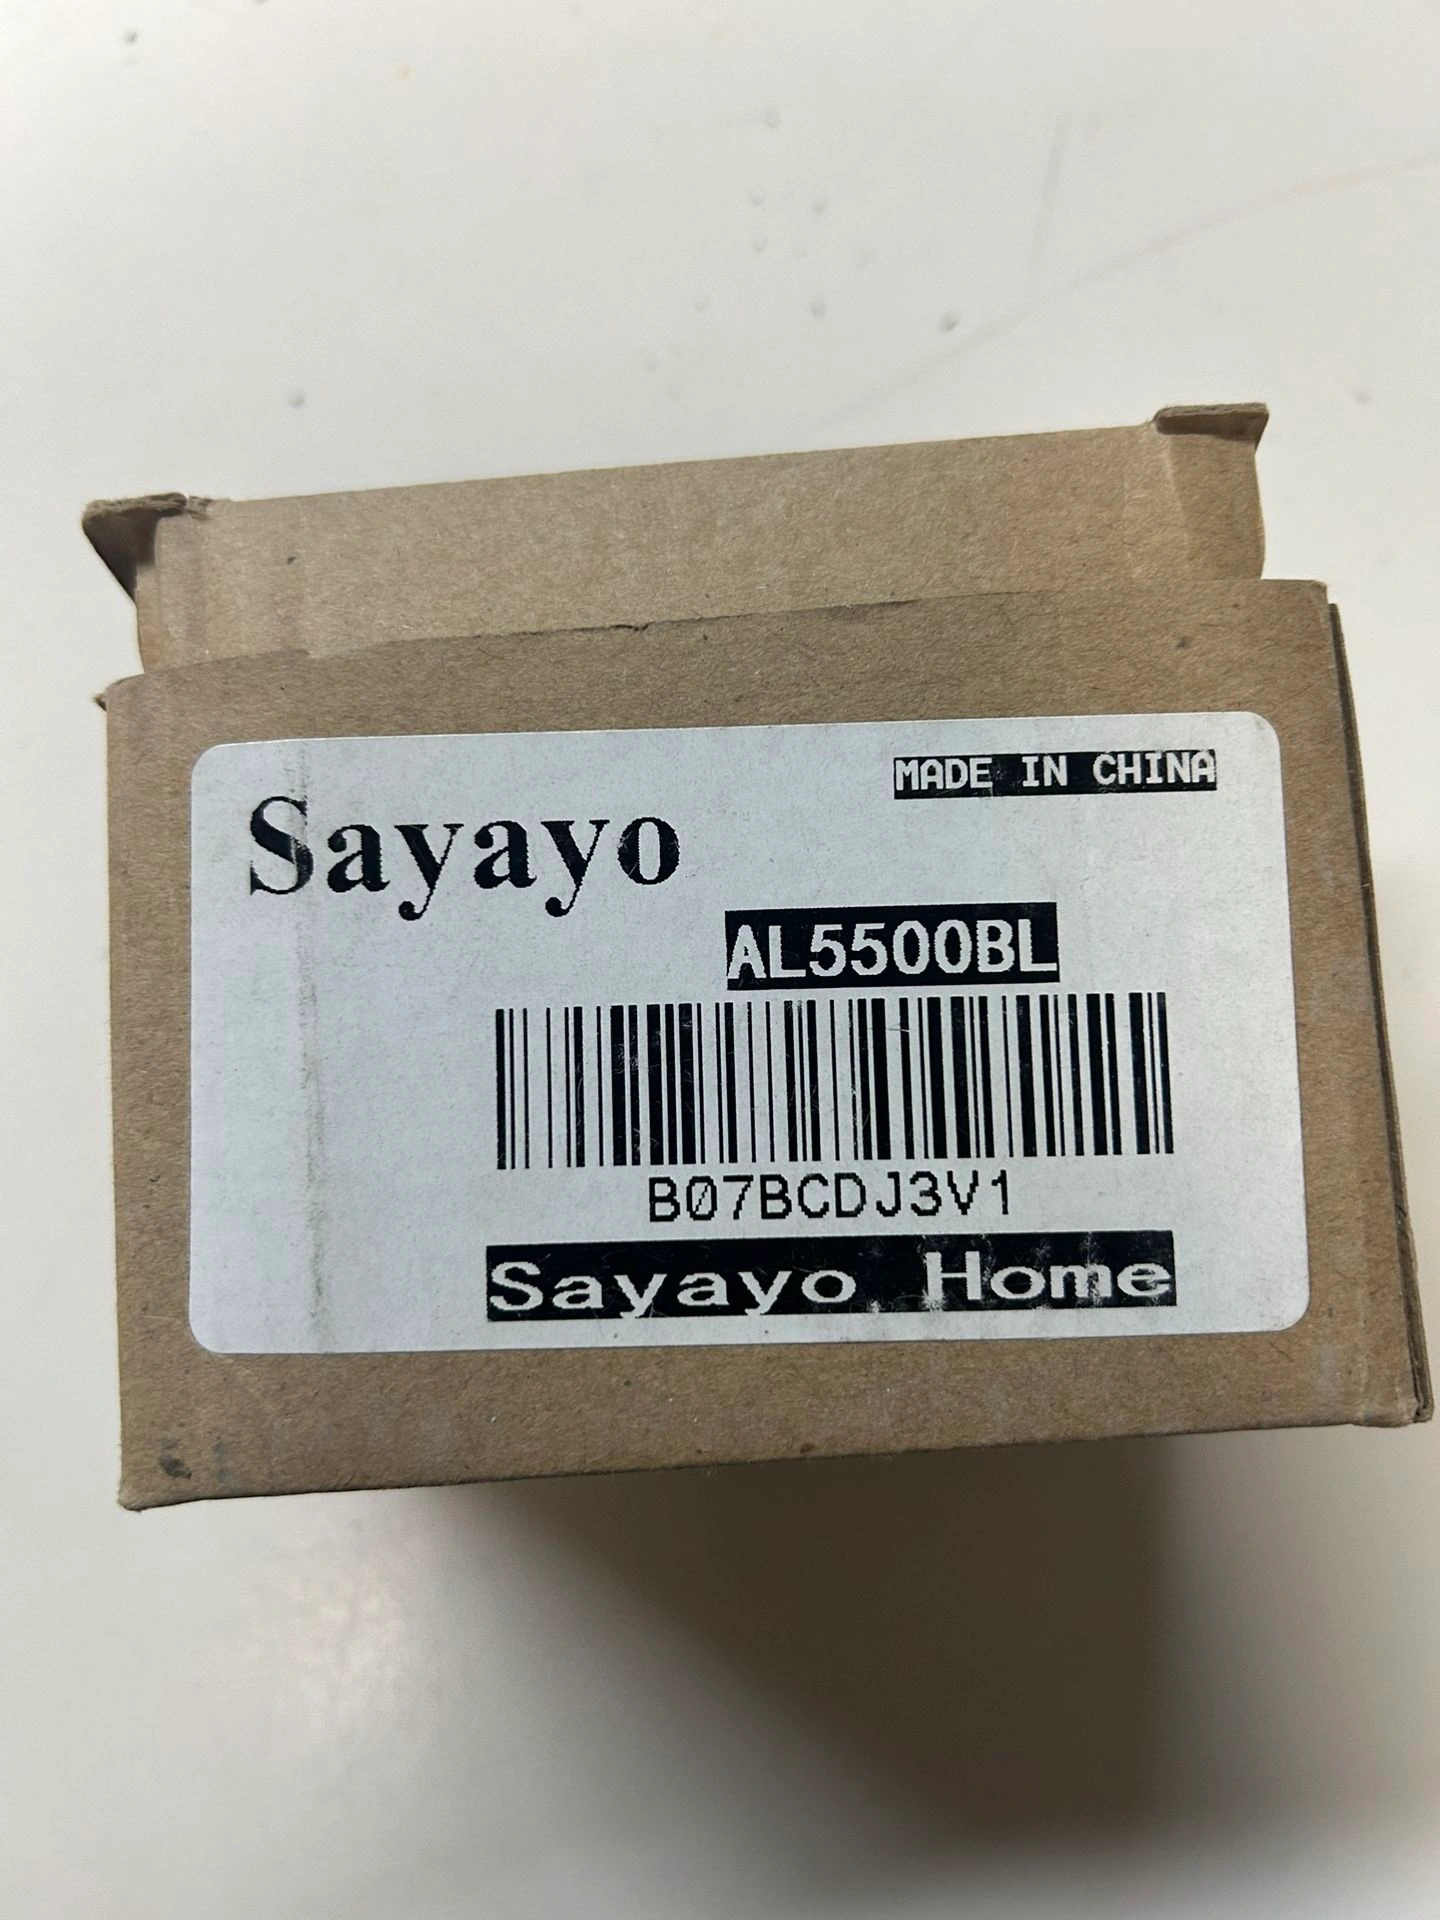 MADE IN CHINA
Sayayo
AL5500BL
B07BCDJ3V1
Sayayo Home